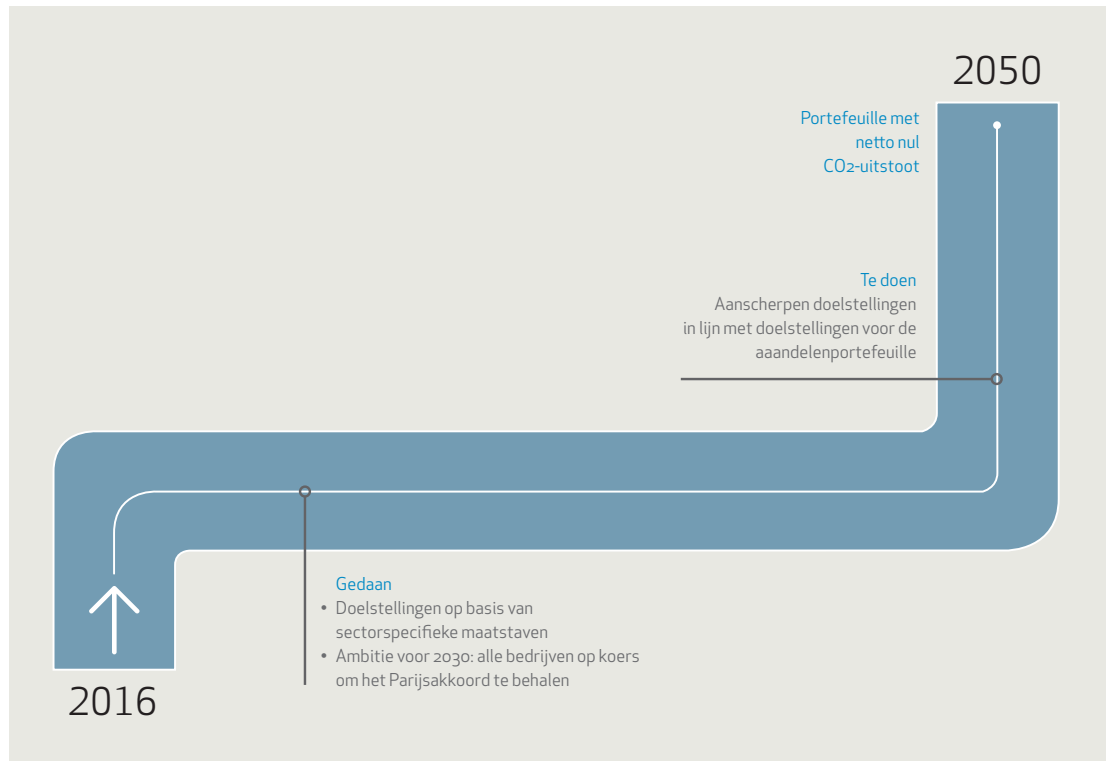 2050
Portefeuille met
netto nul
CO2-uitstoot
Te doen
Aanscherpen doelstellingen
in lijn met doelstellingen voor de
aaandelenportefeuille
Gedaan
• Doelstellingen op basis van
sectorspecifieke maatstaven
• Ambitie voor 2030: alle bedrijven op koers
om het Parijsakkoord te behalen
2016